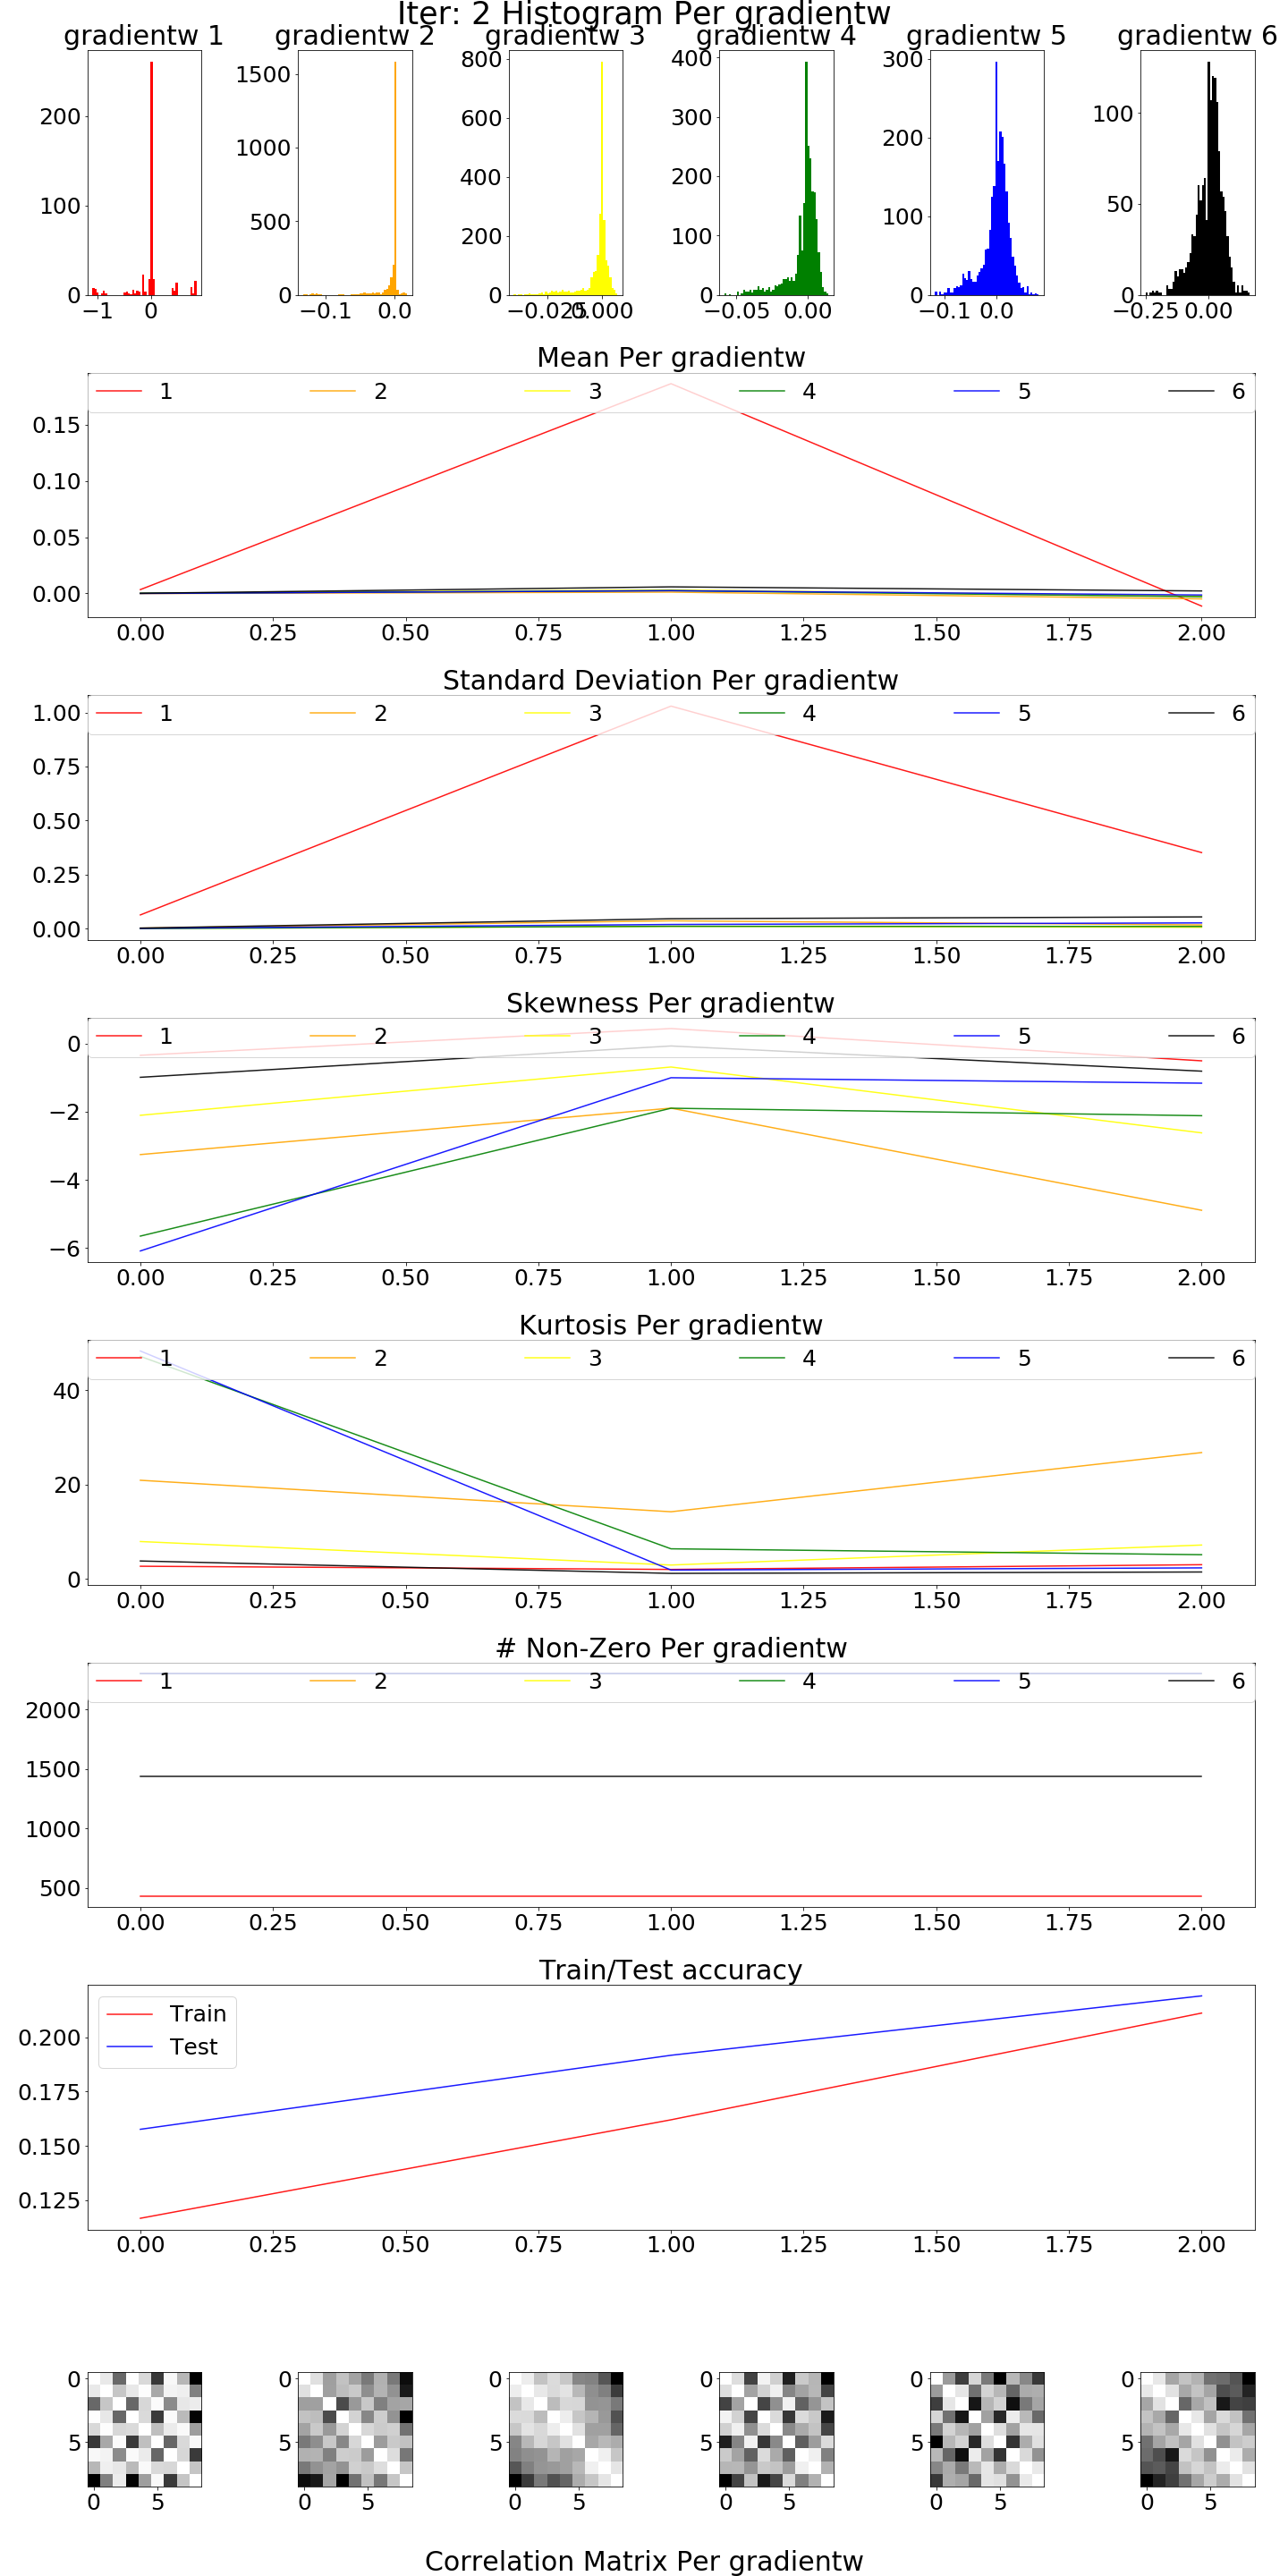 Iter: 2 Histogram Per gradientw
gradientw 1 gradientw 2 gradientw 3 gradientw 4 gradientw 5 gradientw 6
200
100
0
−1 0
1500
1000
500
0
−0.1 0.0
800
600
400
200
0
−0.025 0.000
400
300
200
100
0
−0.05 0.00
300
200
100
0
−0.1 0.0
100
50
0
−0.25 0.00
Mean Per gradientw
1 2 3 4 5 6
0.15
0.10
0.05
0.00
0.00 0.25 0.50 0.75 1.00 1.25 1.50 1.75 2.00
Standard Deviation Per gradientw
1 2 3 4 5 6
1.00
0.75
0.50
0.25
0.00
0.00 0.25 0.50 0.75 1.00 1.25 1.50 1.75 2.00
Skewness Per gradientw
1 2 3 4 5 6
0
−2
−4
−6
0.00 0.25 0.50 0.75 1.00 1.25 1.50 1.75 2.00
Kurtosis Per gradientw
1 2 3 4 5 6
40
20
0
0.00 0.25 0.50 0.75 1.00 1.25 1.50 1.75 2.00
# Non-Zero Per gradientw
1 2 3 4 5 6
2000
1500
1000
500
0.00 0.25 0.50 0.75 1.00 1.25 1.50 1.75 2.00
Train/Test accuracy
Train
Test
0.200
0.175
0.150
0.125
0.00 0.25 0.50 0.75 1.00 1.25 1.50 1.75 2.00
0 0 0 0 0 0
5 5 5 5 5 5
0 5 0 5 0 5 0 5 0 5 0 5
Correlation Matrix Per gradientw